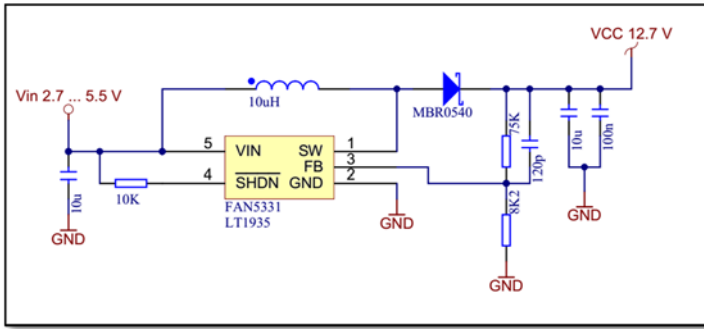 VCC 12.7 V
Vin 2.7 ... 5.5 V
10uH
MBR0540
75K
120p
10u
100n
5
VIN
SW
1
FB
3
4
SHDN
GND
2
10K
10u
FAN5331
LT1935
8K2
GND
GND
GND
GND